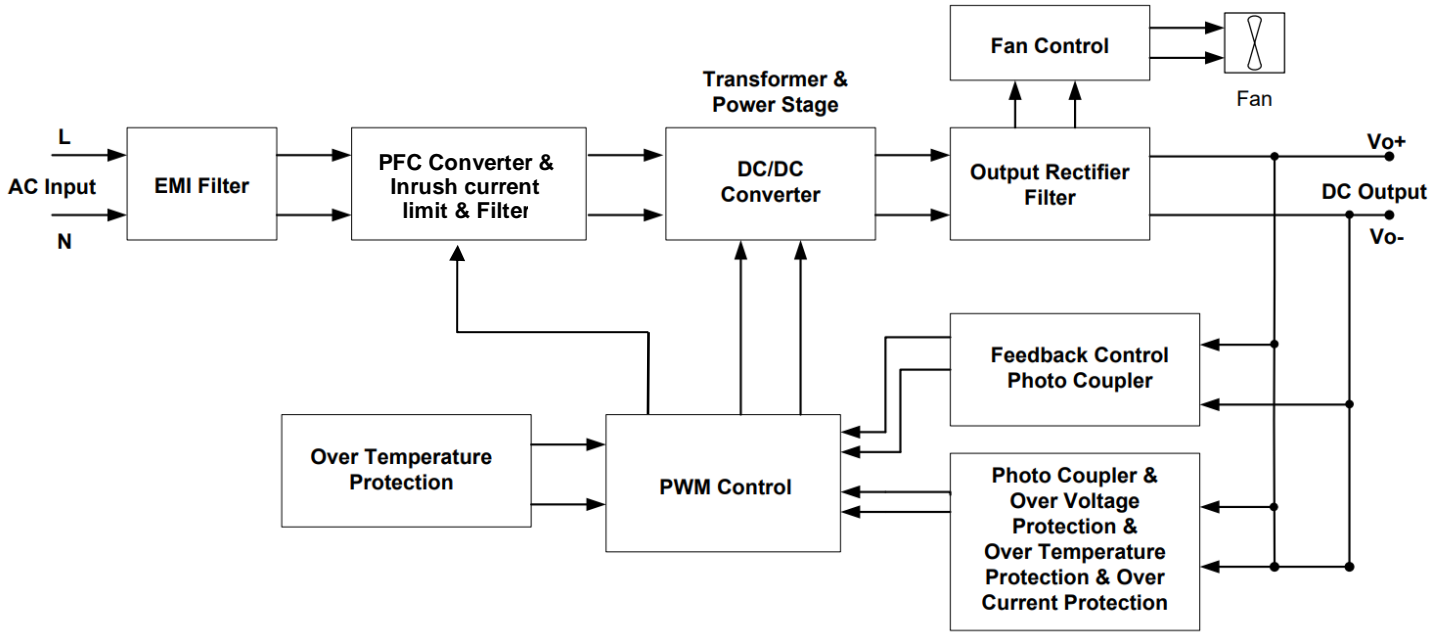 Fan Control
Fan
Transformer &
Power Stage
L
AC Input
N
EMI Filter
PFC Converter &
Inrush current
limit & Filter
DC/DC
Converter
Output Rectifier
Filter
Vo+
DC Output
Vo-
Feedback Control
Photo Coupler
Over Temperature
Protection
PWM Control
Photo Coupler &
Over Voltage
Protection &
Over Temperature
Protection & Over
Current Protection